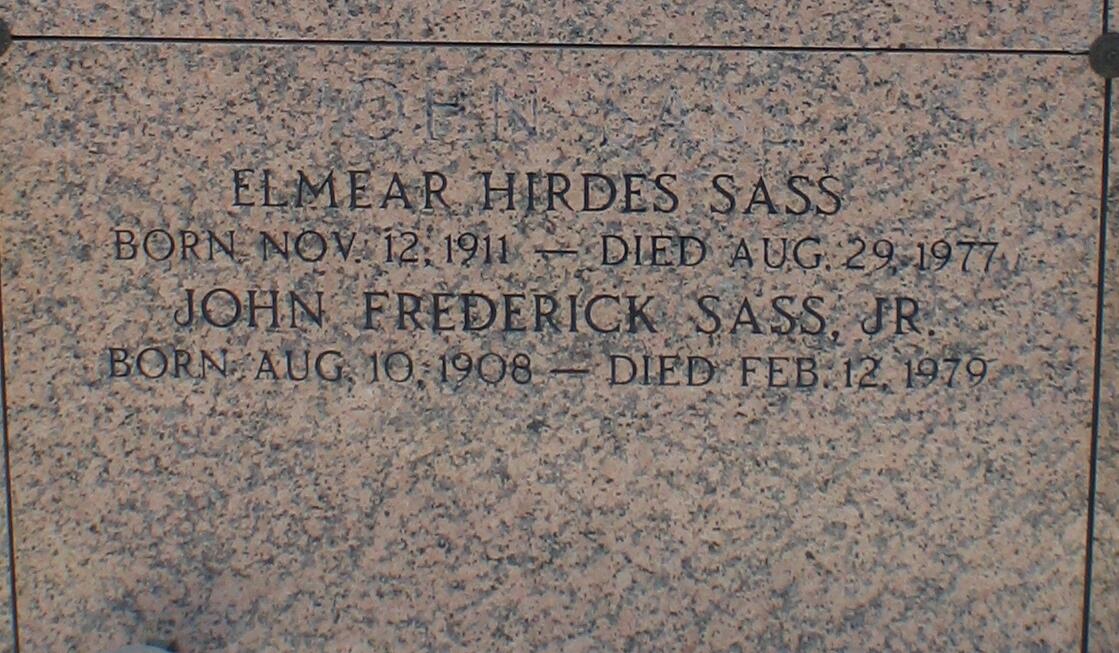 ELMEAR HIRDES SASS
BORN NOV. 12, 1911 — DIED AUG. 29, 1977
JOHN FREDERICK SASS, JR.
BORN AUG. 10, 1908 — DIED FEB. 12, 1979